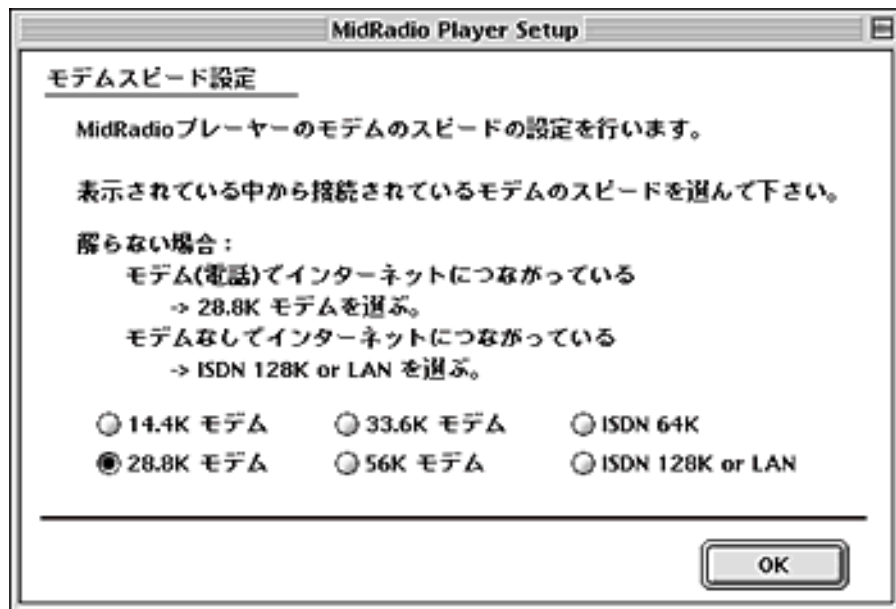 MidRadio Player Setup
モデムスピード設定
MidRadioプレーヤーのモデムのスピードの設定を行います。
表示されている中から接続されているモデムのスピードを選んで下さい。
解らない場合：
モデム(電話)でインターネットにつながっている
-> 28.8K モデムを選ぶ。
モデムなしでインターネットにつながっている
-> ISDN 128K or LAN を選ぶ。
14.4K モデム 33.6K モデム ISDN 64K
28.8K モデム 56K モデム ISDN 128K or LAN
OK